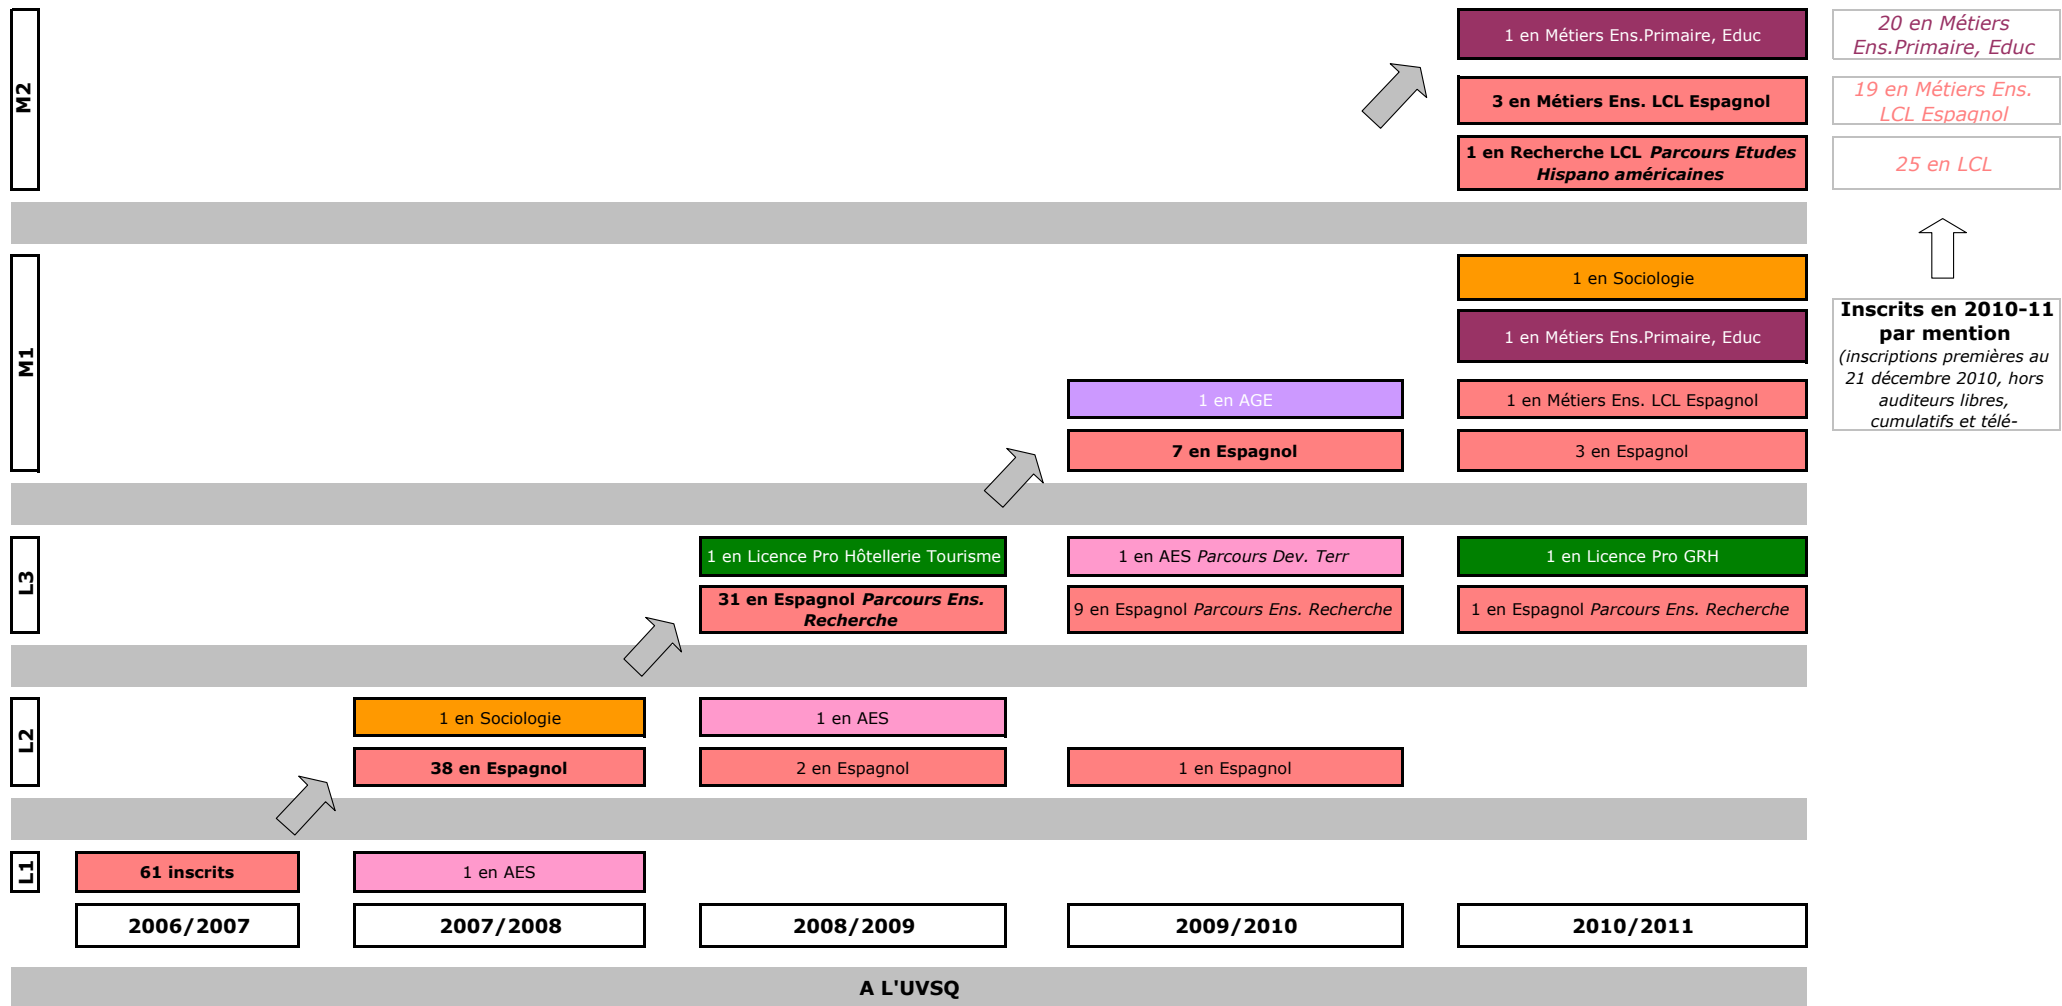 M2
1 en Métiers Ens.Primaire, Educ
20 en Métiers
Ens.Primaire, Educ
3 en Métiers Ens. LCL Espagnol
19 en Métiers Ens.
LCL Espagnol
1 en Recherche LCL Parcours Etudes
Hispano américaines
25 en LCL
M1
1 en Sociologie
1 en Métiers Ens.Primaire, Educ
1 en AGE
1 en Métiers Ens. LCL Espagnol
7 en Espagnol
3 en Espagnol
Inscrits en 2010-11
par mention
(inscriptions premières au
21 décembre 2010, hors
auditeurs libres,
cumulatifs et télé-
L3
1 en Licence Pro Hôtellerie Tourisme
1 en AES Parcours Dev. Terr
1 en Licence Pro GRH
31 en Espagnol Parcours Ens.
Recherche
9 en Espagnol Parcours Ens. Recherche
1 en Espagnol Parcours Ens. Recherche
L2
1 en Sociologie
1 en AES
38 en Espagnol
2 en Espagnol
1 en Espagnol
L1
61 inscrits
1 en AES
2006/2007
2007/2008
2008/2009
2009/2010
2010/2011
A L'UVSQ